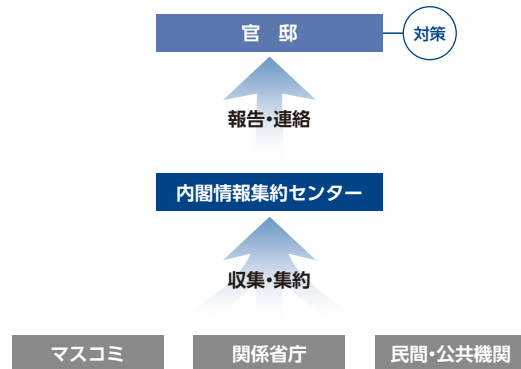 官 邸
対策
報告・連絡
内閣情報集約センター
収集・集約
マスコミ
関係省庁
民間・公共機関